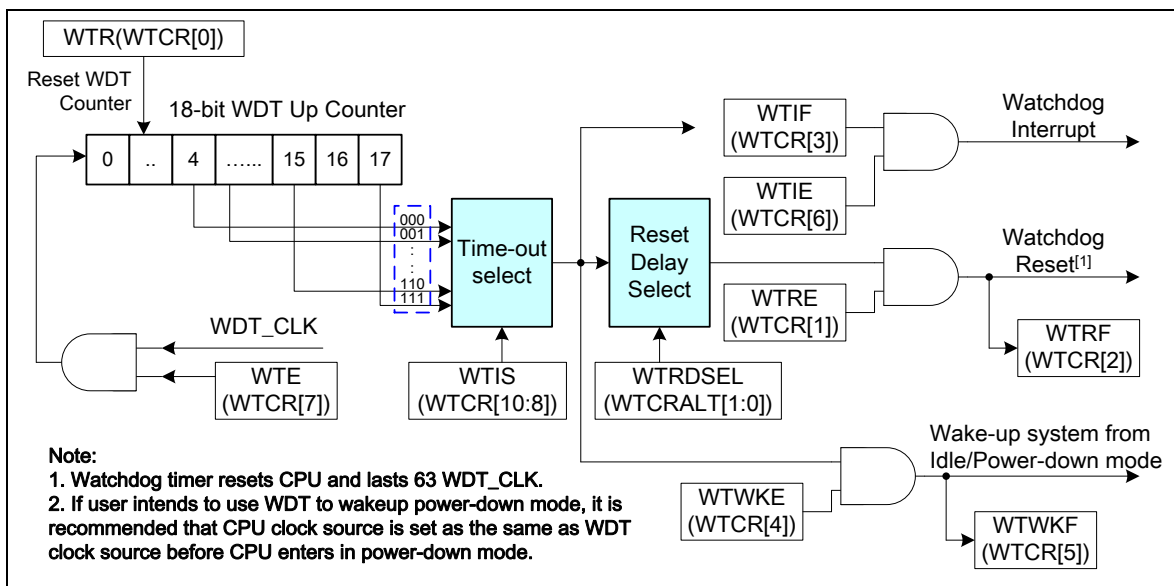 WTR(WTCR[0])
Reset WDT
Counter
18-bit WDT Up Counter
0 .. 4 ...... 15 16 17
000
001
:
:
110
111
Time-out
select
Reset
Delay
Select
WTIF
(WTCR[3])
WTIE
(WTCR[6])
Watchdog
Interrupt
WTRE
(WTCR[1])
Watchdog
Reset[1]
WTRF
(WTCR[2])
WDT_CLK
WTE
(WTCR[7])
WTIS
(WTCR[10:8])
WTRDSEL
(WTCRALT[1:0])
WTWKE
(WTCR[4])
Wake-up system from
Idle/Power-down mode
WTWKF
(WTCR[5])
Note:
1. Watchdog timer resets CPU and lasts 63 WDT_CLK.
2. If user intends to use WDT to wakeup power-down mode, it is
recommended that CPU clock source is set as the same as WDT
clock source before CPU enters in power-down mode.